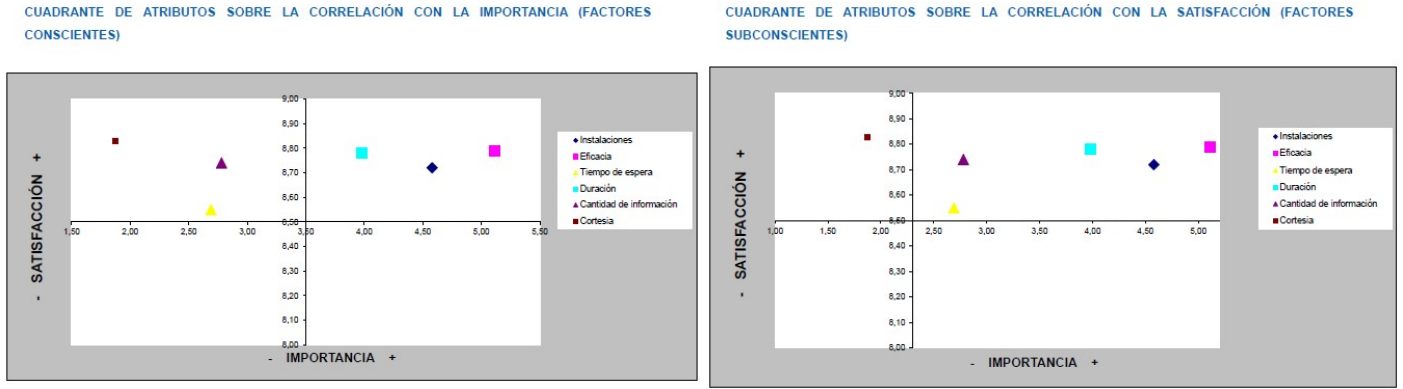 CUADRANTE DE ATRIBUTOS SOBRE LA CORRELACIÓN CON LA IMPORTANCIA (FACTORES
CONSCIENTES)
9,00
8,90
8,80
8,70
8,60
8,50
8,40
8,30
8,20
8,10
8,00
1,50 2,00 2,50 3,00 3,50 4,00 4,50 5,00 5,50
- SATISFACCIÓN +
- IMPORTANCIA +
Instalaciones
Eficacia
Tiempo de espera
Duración
Cantidad de información
Cortesia
CUADRANTE DE ATRIBUTOS SOBRE LA CORRELACIÓN CON LA SATISFACCIÓN (FACTORES
SUBCONSCIENTES)
9,00
8,90
8,80
8,70
8,60
8,50
8,40
8,30
8,20
8,10
8,00
1,00 1,50 2,00 2,50 3,00 3,50 4,00 4,50 5,00
- SATISFACCIÓN +
- IMPORTANCIA +
Instalaciones
Eficacia
Tiempo de espera
Duración
Cantidad de información
Cortesia